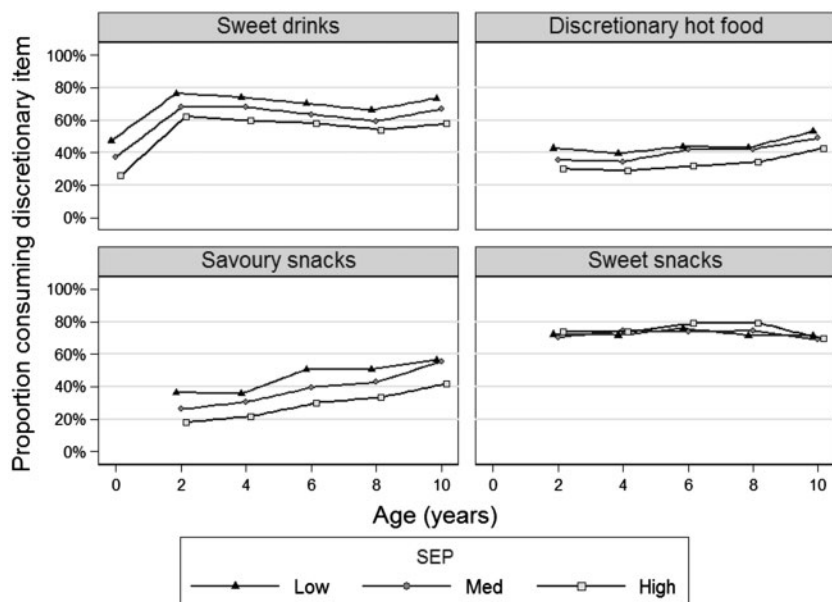 Sweet drinks
Discretionary hot food
100%
80%
60%
40%
20%
0%
Savoury snacks
Sweet snacks
100%
80%
60%
40%
20%
0%
Proportion consuming discretionary item
0 2 4 6 8 10
0 2 4 6 8 10
Age (years)
SEP
Low Med High